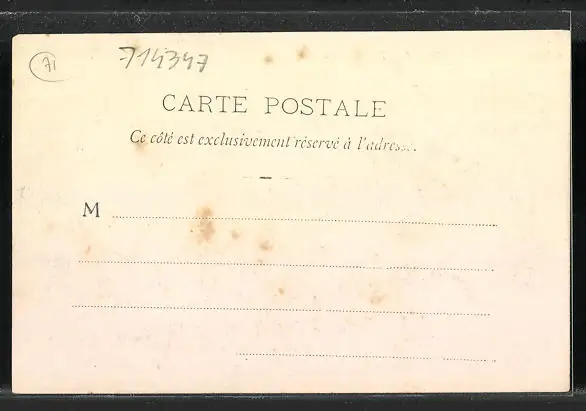 71 714347
CARTE POSTALE
Ce côté est exclusivement réservé à l'adresse.
M